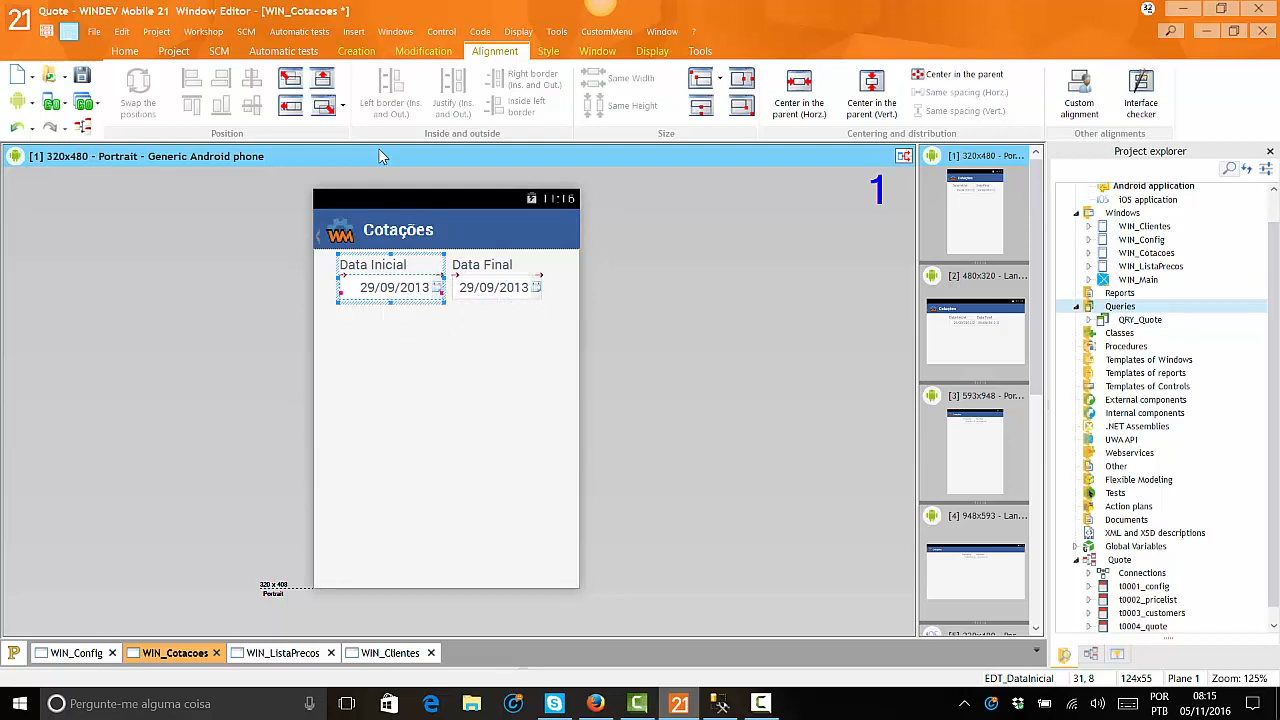 21 Quote - WINDEV Mobile 21 Window Editor - [WIN_Cotacoes *] 32
File Edit Project Workshop SCM Automatic tests Insert Windows Control Code Display Tools CustomMenu Window ?
Home Project SCM Automatic tests Creation Modification Alignment Style Window Display Tools
Swap the positions
Left border (Ins. and Out.)
Justify (Ins. and Out.)
Right border (Ins. and Out.)
Inside left border
Same Width
Same Height
Center in the parent (Horz.)
Center in the parent (Vert.)
Center in the parent
Same spacing (Horz.)
Same spacing (Vert.)
Custom alignment
Interface checker
Position Inside and outside Size Centering and distribution Other alignments
[1] 320x480 - Portrait - Generic Android phone
1
11:16
WM Cotações
Data Inicial Data Final
29/09/2013 29/09/2013
320 x 408
Portrait
[1] 320x480 - Por...
[2] 480x320 - Lan...
[3] 593x948 - Por...
[4] 948x593 - Lan...
Project explorer
Android application
iOS application
Windows
WIN_Clientes
WIN_Config
WIN_Cotacoes
WIN_ListaPrecos
WIN_Main
Reports
Queries
QRY_Quote
Classes
Procedures
Templates of Windows
Templates of reports
Templates of Controls
External components
Internal components
.NET Assemblies
UWA API
Webservices
Other
Flexible Modeling
Tests
Action plans
Documents
XML and XSD descriptions
Global Variables
Quote
Connections
t0001_config
t0002_pricelist
t0003_customers
t0004_quote
P WIN_Config WIN_Cotacoes WIN_ListaPrecos WIN_Clientes
EDT_DataInicial 31, 8 124x55 Plane 1 Zoom: 125%
Pergunte-me alguma coisa
21
POR
PTB
08:15
05/11/2016